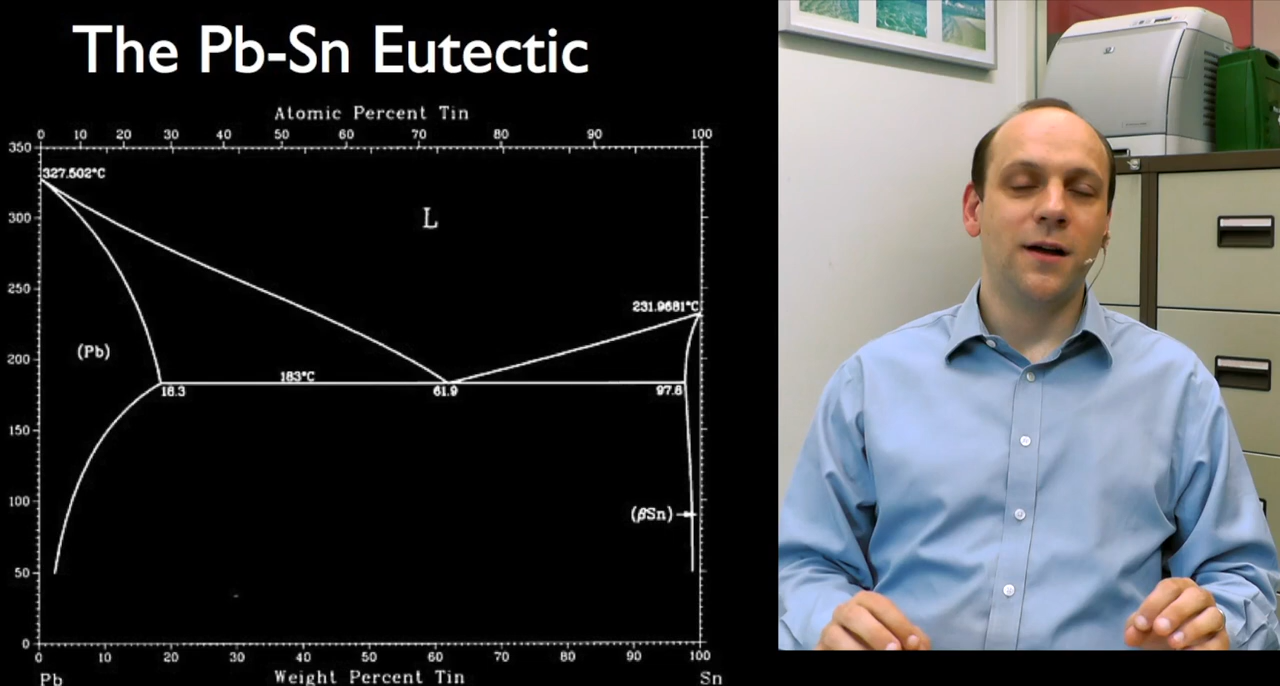 The Pb-Sn Eutectic
Atomic Percent Tin
0 10 20 30 40 50 60 70 80 90 100
350
327.502°C
300
L
250
231.9681°C
(Pb)
200
183°C
18.3 61.9 97.8
150
100
(βSn)
50
0
0 10 20 30 40 50 60 70 80 90 100
Pb Weight Percent Tin Sn
hp